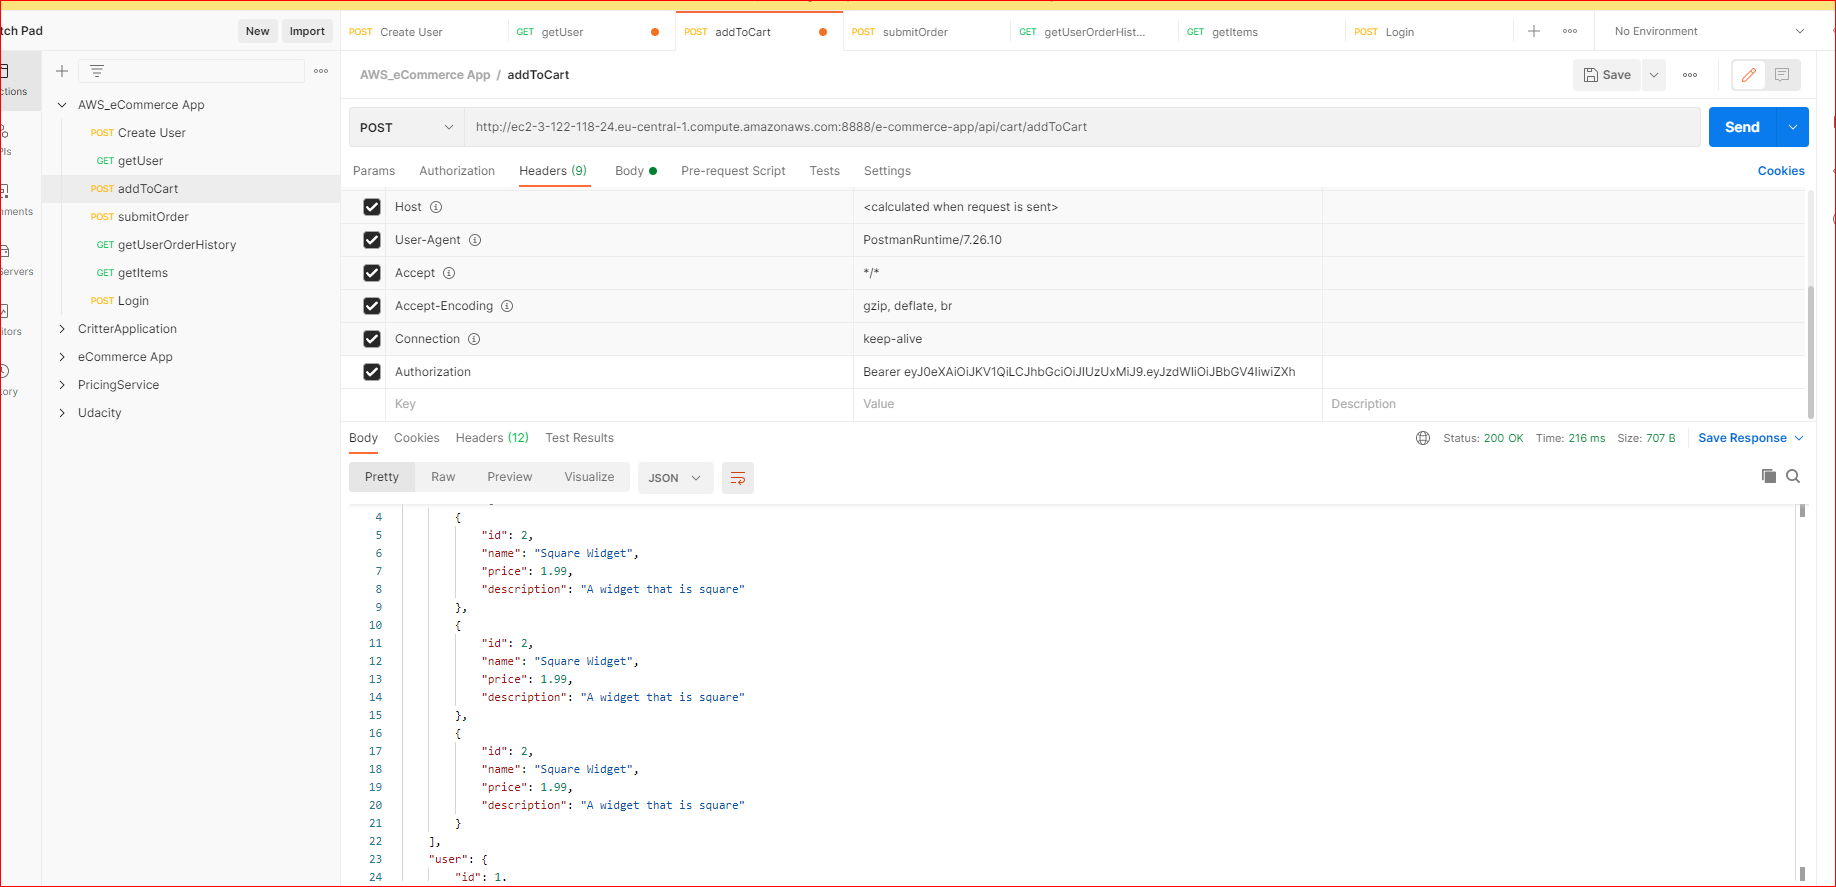 tch Pad
New
Import
POST Create User
GET getUser
POST addToCart
POST submitOrder
GET getUserOrderHist...
GET getItems
POST Login
No Environment
ctions
PIs
nments
Servers
itors
ory
AWS_eCommerce App
POST Create User
GET getUser
POST addToCart
POST submitOrder
GET getUserOrderHistory
GET getItems
POST Login
CritterApplication
eCommerce App
PricingService
Udacity
AWS_eCommerce App / addToCart
Save
POST
http://ec2-3-122-118-24.eu-central-1.compute.amazonaws.com:8888/e-commerce-app/api/cart/addToCart
Send
Params
Authorization
Headers (9)
Body
Pre-request Script
Tests
Settings
Cookies
Host <calculated when request is sent>
User-Agent PostmanRuntime/7.26.10
Accept */*
Accept-Encoding gzip, deflate, br
Connection keep-alive
Authorization Bearer eyJ0eXAiOiJKV1QiLCJhbGciOiJIUzUxMiJ9.eyJzdWIiOiJBbGV4IiwiZXh
Key Value Description
Body
Cookies
Headers (12)
Test Results
Status: 200 OK Time: 216 ms Size: 707 B
Save Response
Pretty
Raw
Preview
Visualize
JSON
4 {
5 "id": 2,
6 "name": "Square Widget",
7 "price": 1.99,
8 "description": "A widget that is square"
9 },
10 {
11 "id": 2,
12 "name": "Square Widget",
13 "price": 1.99,
14 "description": "A widget that is square"
15 },
16 {
17 "id": 2,
18 "name": "Square Widget",
19 "price": 1.99,
20 "description": "A widget that is square"
21 }
22 ],
23 "user": {
24 "id": 1,